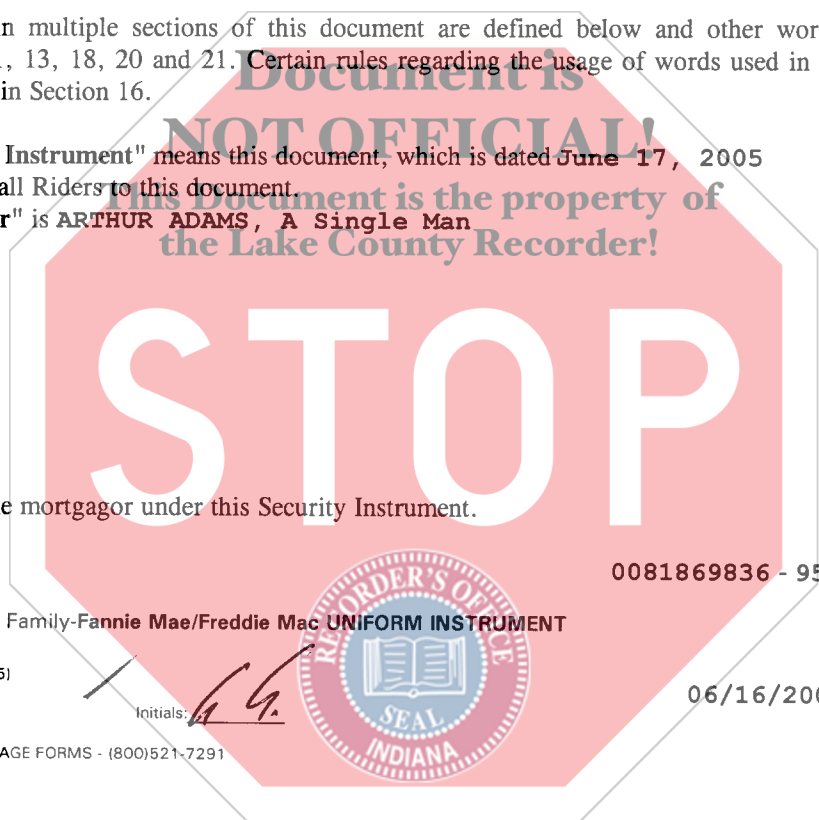 n multiple sections of this document are defined below and other wor
, 13, 18, 20 and 21. Certain rules regarding the usage of words used in
in Section 16.
Document is
NOT OFFICIAL!
Instrument" means this document, which is dated June 17, 2005
all Riders to this document.
This Document is the property of
r" is ARTHUR ADAMS, A Single Man
the Lake County Recorder!
STOP
e mortgagor under this Security Instrument.
0081869836 - 95
Family-Fannie Mae/Freddie Mac UNIFORM INSTRUMENT
Initials:
06/16/200
AGE FORMS - (800)521-7291
RECORDER'S OFFICE
SEAL
INDIANA